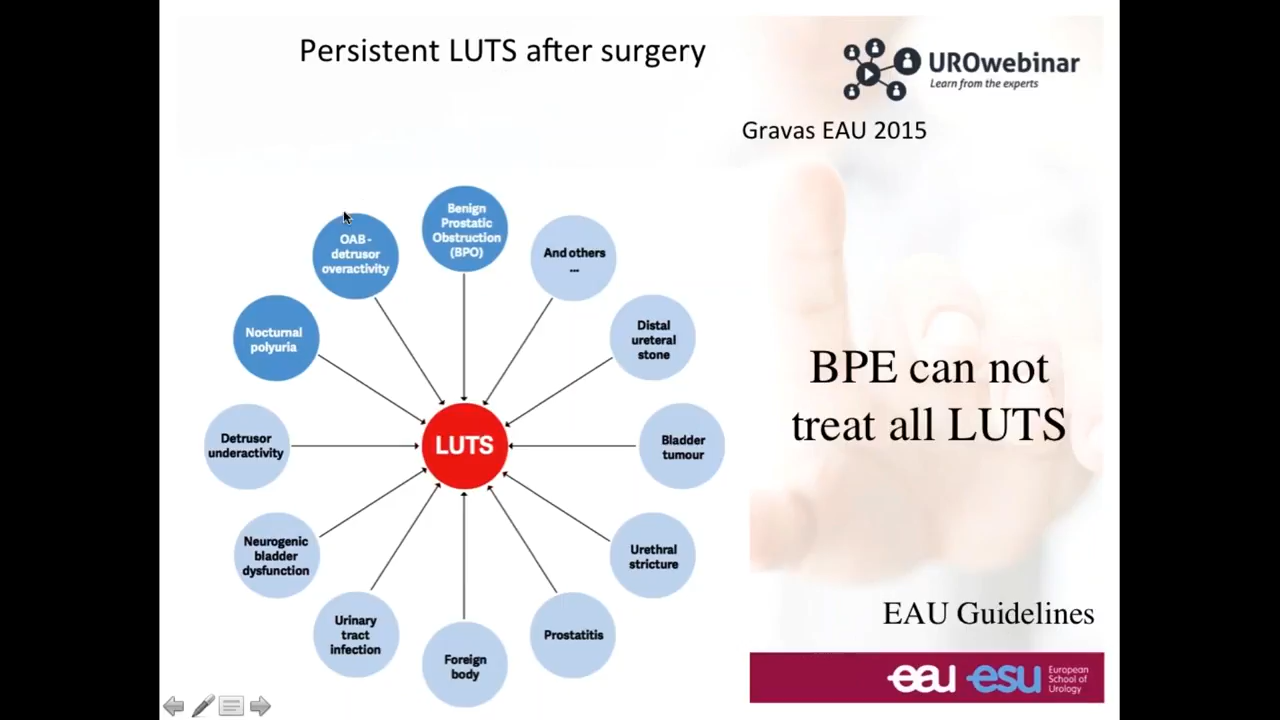 Persistent LUTS after surgery
UROwebinar
Learn from the experts
Gravas EAU 2015
Benign
Prostatic
Obstruction
(BPO)
And others
...
Distal
ureteral
stone
Bladder
tumour
Urethral
stricture
Prostatitis
Foreign
body
Urinary
tract
infection
Neurogenic
bladder
dysfunction
Detrusor
underactivity
Nocturnal
polyuria
OAB -
detrusor
overactivity
LUTS
BPE can not
treat all LUTS
EAU Guidelines
eau esu
European
School of
Urology